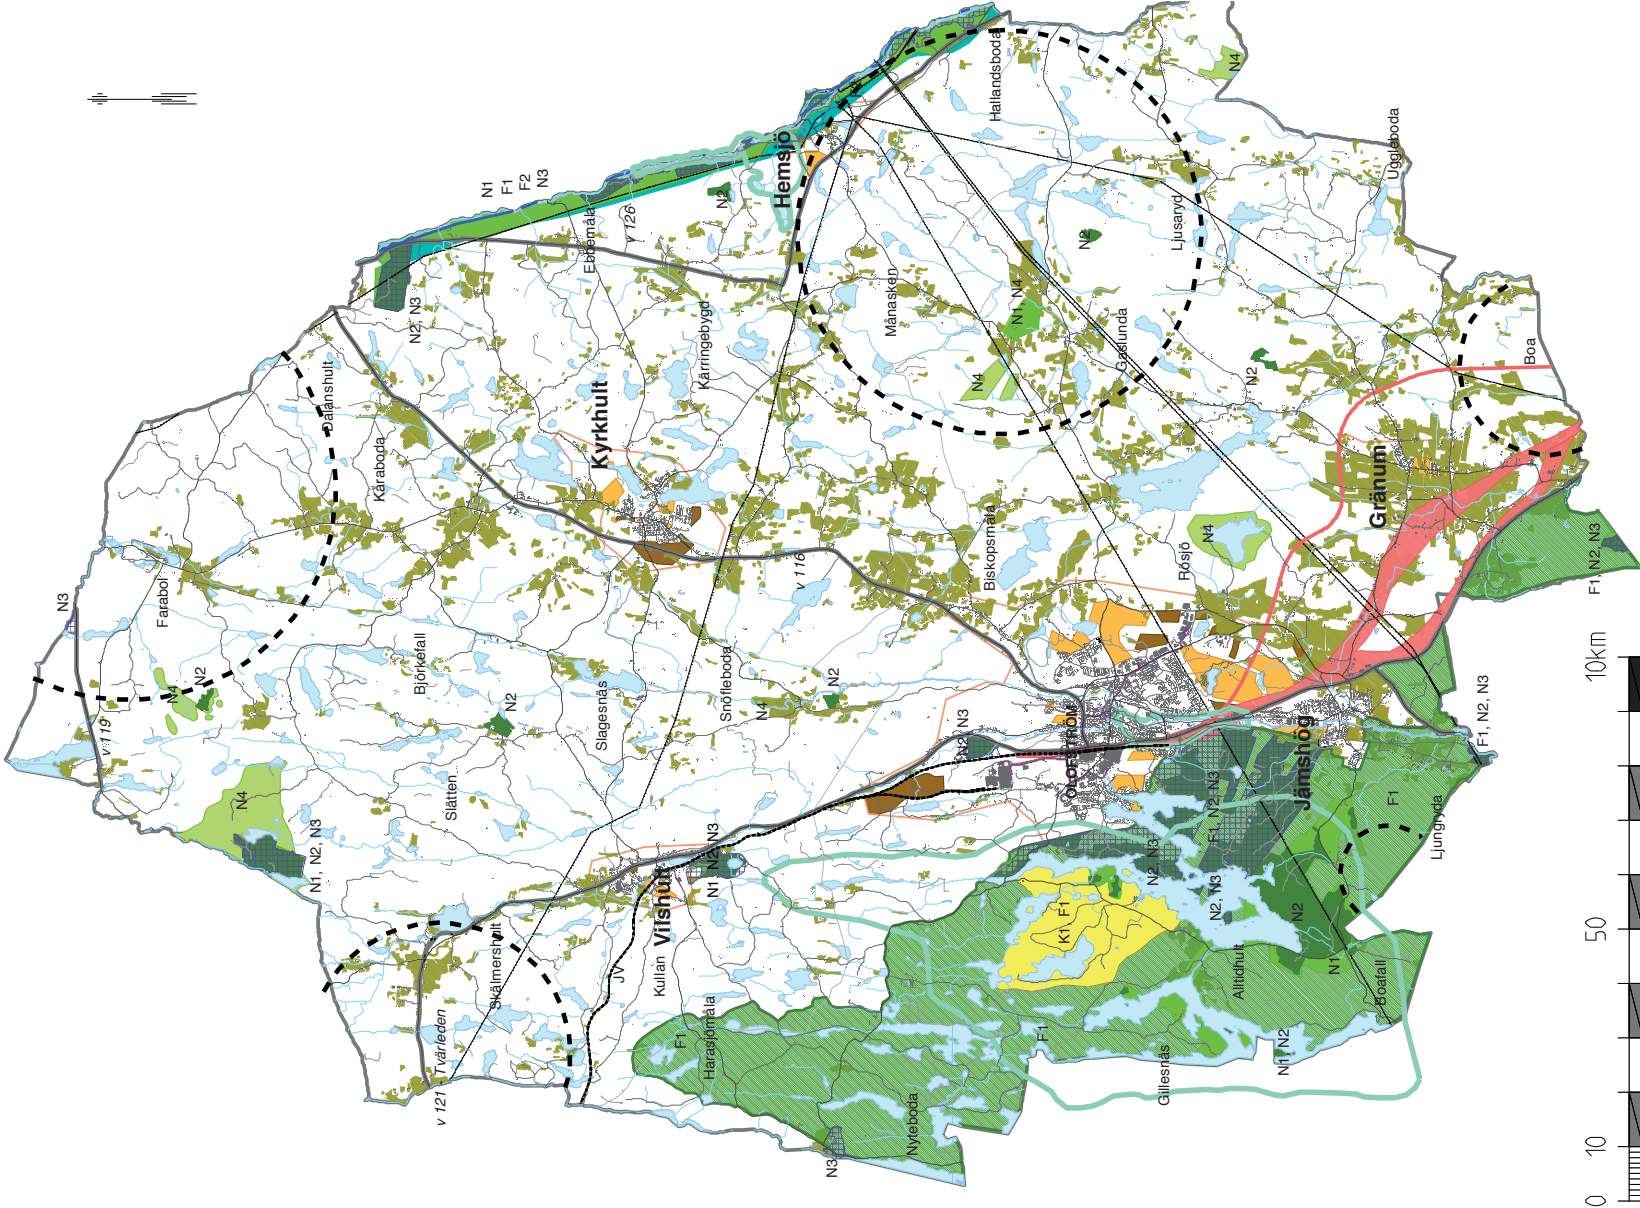 N3
Farabol
v 119
N4
N2
N4
N1, N2, N3
Slätten
Björkefall
N2
Slagesnäs
Snöfleboda
N4
N2
Dalanshult
Käraboda
Kyrkhult
Kärringebygd
N2, N3
Ebbemåla
v 126
N1
F1
F2
N3
N2
Hemsjö
Hallandsboda
N4
Uggleboda
Ljusaryd
N2
Månasken
N1, N4
N4
Gaslunda
N2
Boa
Gränum
v 116
Biskopsmåla
Rösjö
N4
F1, N2, N3
N3
N2
OLOFSTRÖM
Jämshög
F1, N2, N3
F1, N2, N3
F1
Ljungryda
N2, N3
N2, N3
N2
N1
K1, F1
Alltidhult
Boafall
N1, N2
Gillesnäs
F1
F1
Harasjömåla
Nyteboda
N3
Vilshult
N1, N2, N3
Kullan
JV
Skälmershult
v 121 - Tvärleden
0
10
50
10km